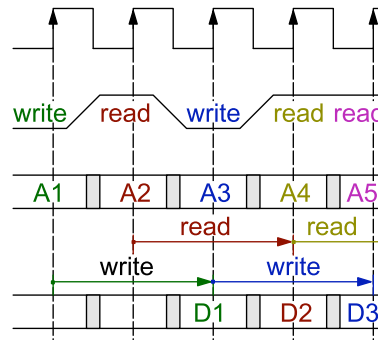 write read write read read
A1 A2 A3 A4 A5
read read
write write
D1 D2 D3